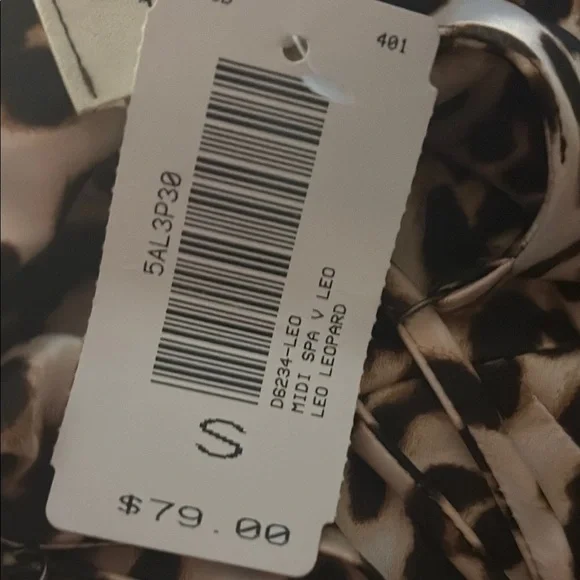 401
5AL3P30
D6234-LEO
MIDI SPA V LEO
LEO LEOPARD
S
$79.00